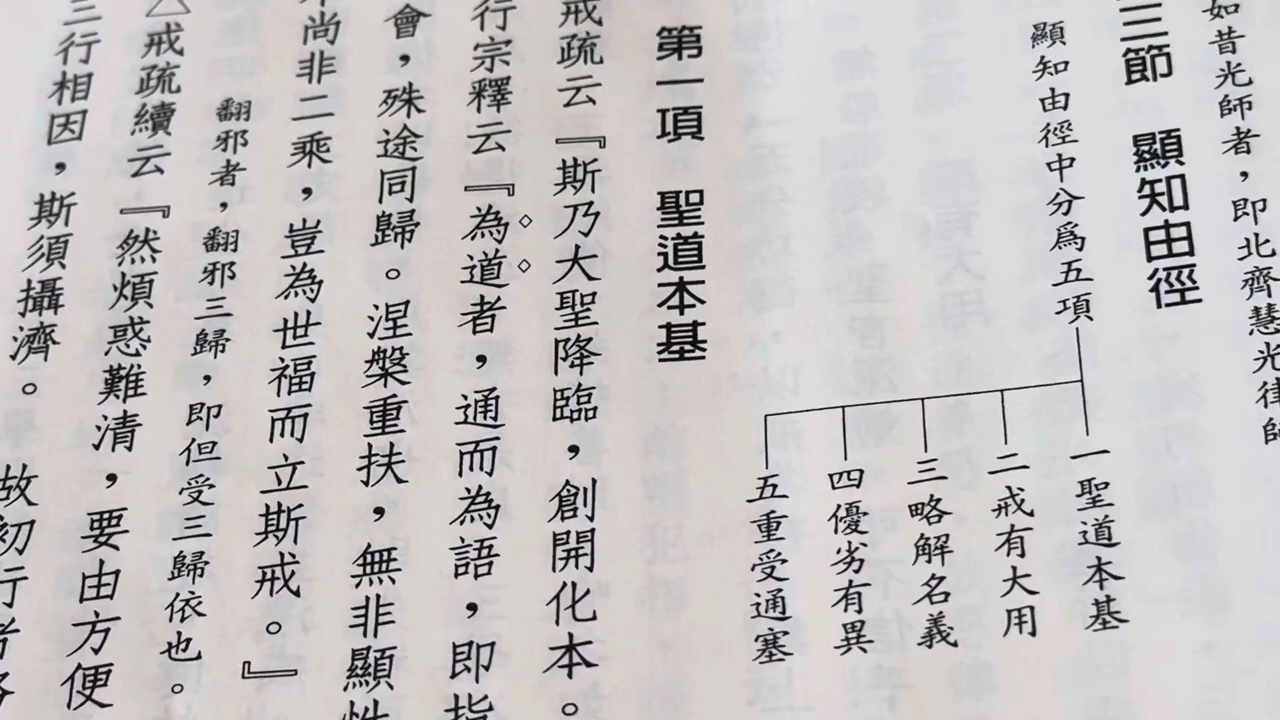 如昔光師者，即北齊慧光律師
三節　顯知由徑
顯知由徑中分為五項
一聖道本基
二戒有大用
三略解名義
四優劣有異
五重受通塞
第一項　聖道本基
戒疏云『斯乃大聖降臨，創開化本。
行宗釋云『為道者，通而為語，即指
會，殊途同歸。涅槃重扶，無非顯性
尚非二乘，豈為世福而立斯戒。』
翻邪者，翻邪三歸，即但受三歸依也。
△戒疏續云『然煩惑難清，要由方便
三行相因，斯須攝濟。故初行者務